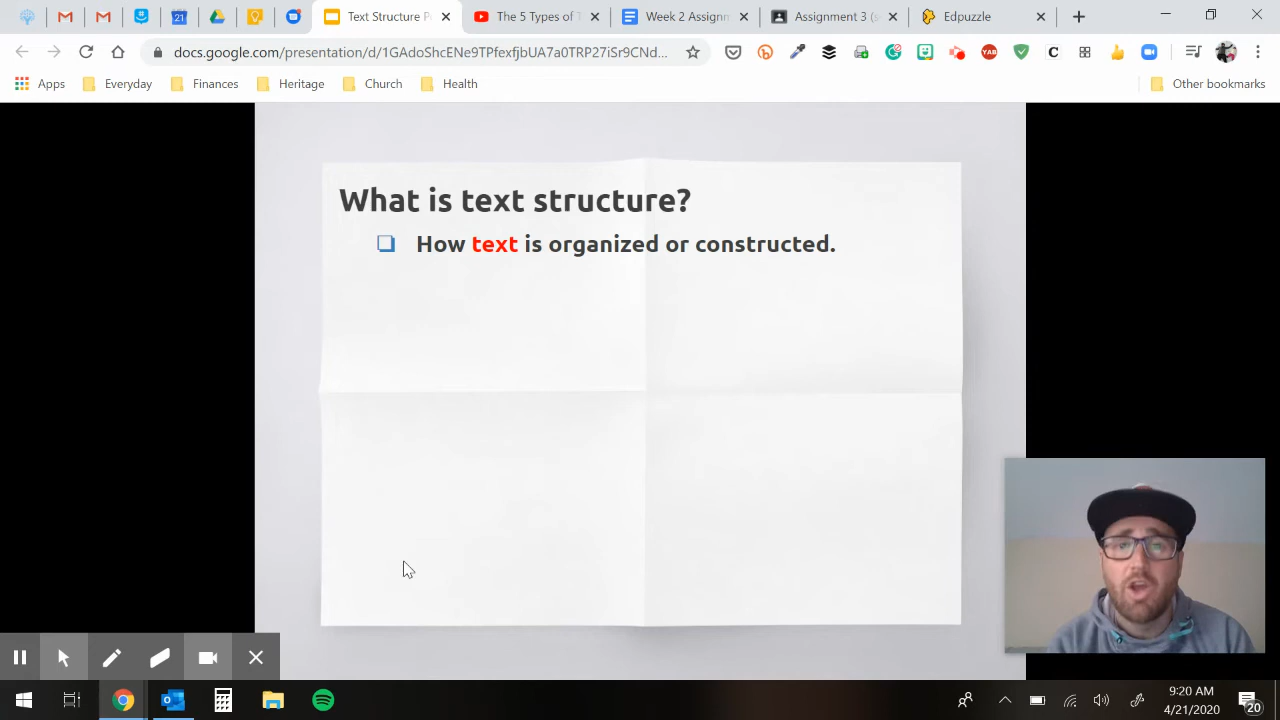 21
Text Structure P
The 5 Types of T
Week 2 Assignm
Assignment 3 (s
Edpuzzle
docs.google.com/presentation/d/1GAdoShcENe9TPfexfjbUA7a0TRP27iSr9CNd...
YAB
C
Apps
Everyday
Finances
Heritage
Church
Health
Other bookmarks
What is text structure?
How text is organized or constructed.
9:20 AM
4/21/2020
20